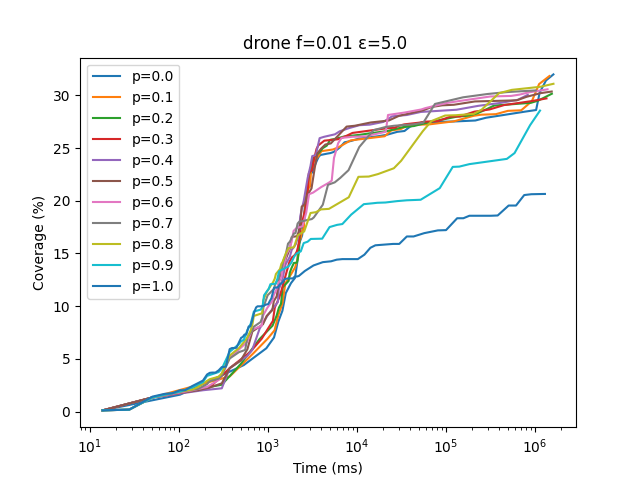 drone f=0.01 ε=5.0
Coverage (%)
30
25
20
15
10
5
0
p=0.0
p=0.1
p=0.2
p=0.3
p=0.4
p=0.5
p=0.6
p=0.7
p=0.8
p=0.9
p=1.0
10¹ 10² 10³ 10⁴ 10⁵ 10⁶
Time (ms)